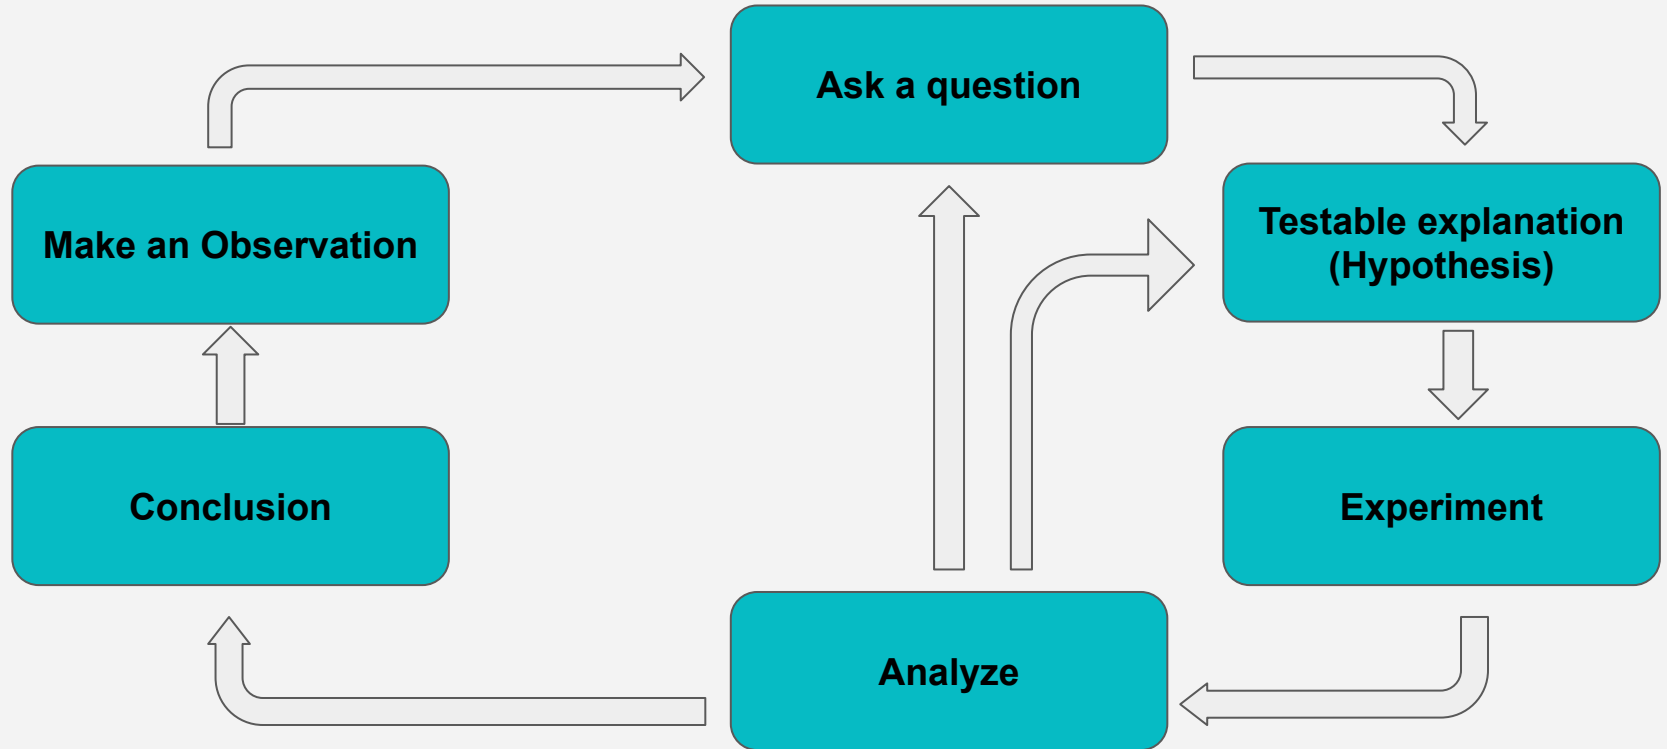 Ask a question
Make an Observation
Testable explanation
(Hypothesis)
Conclusion
Experiment
Analyze